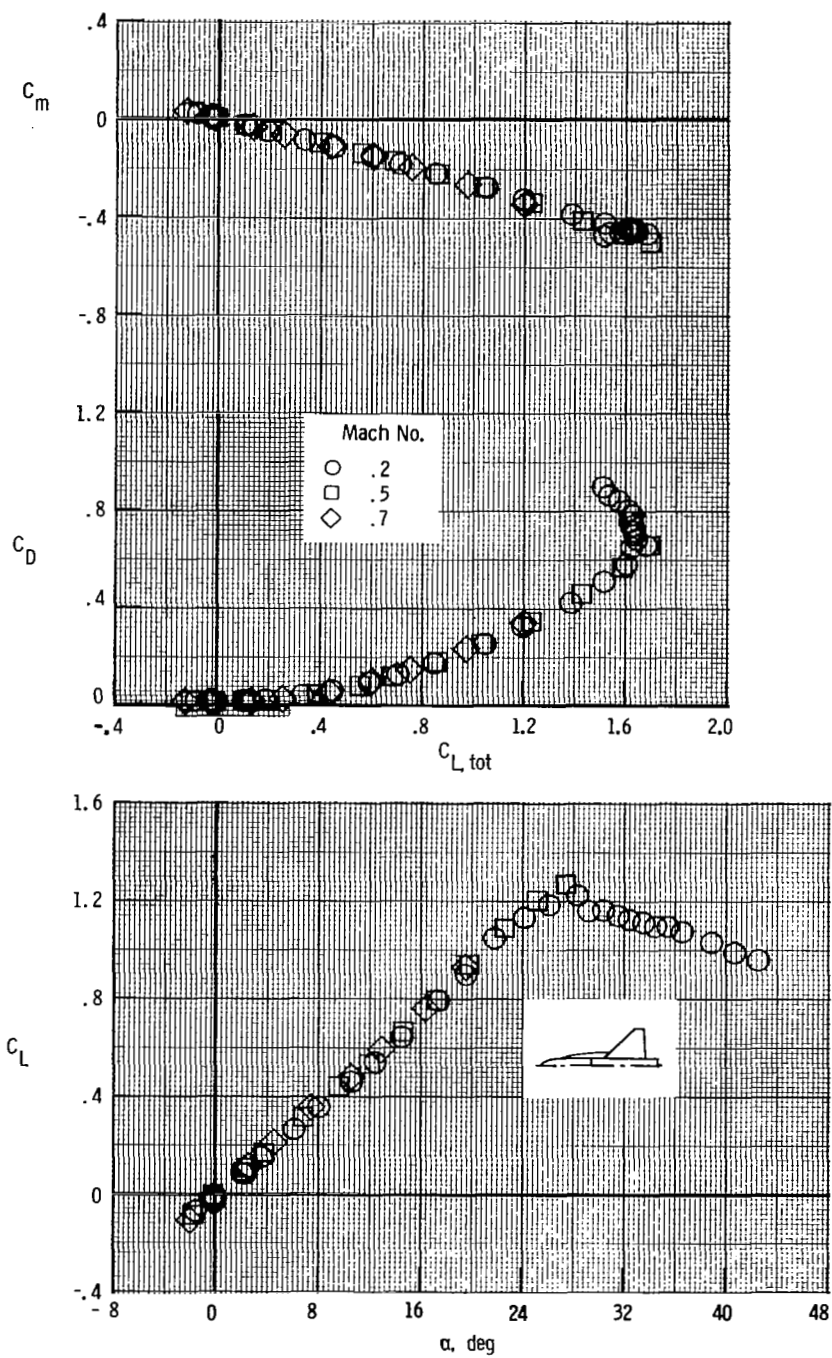 .4
C_m
0
-.4
-.8
1.2
Mach No.
.2
.5
.7
.8
C_D
.4
0
-.4 0 .4 .8 1.2 1.6 2.0
C_L, tot
1.6
1.2
.8
C_L
.4
0
-.4
-8 0 8 16 24 32 40 48
α, deg